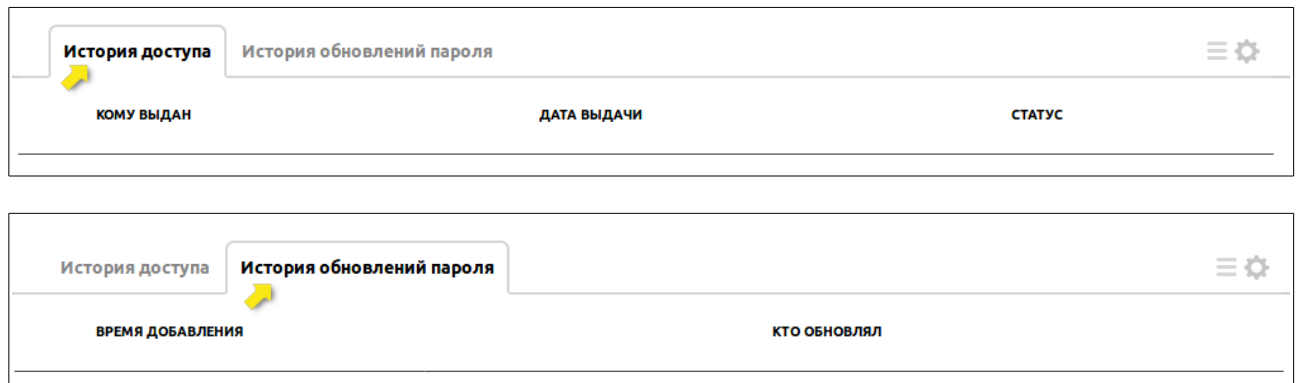 История доступа История обновлений пароля
КОМУ ВЫДАН ДАТА ВЫДАЧИ СТАТУС
История доступа История обновлений пароля
ВРЕМЯ ДОБАВЛЕНИЯ КТО ОБНОВЛЯЛ